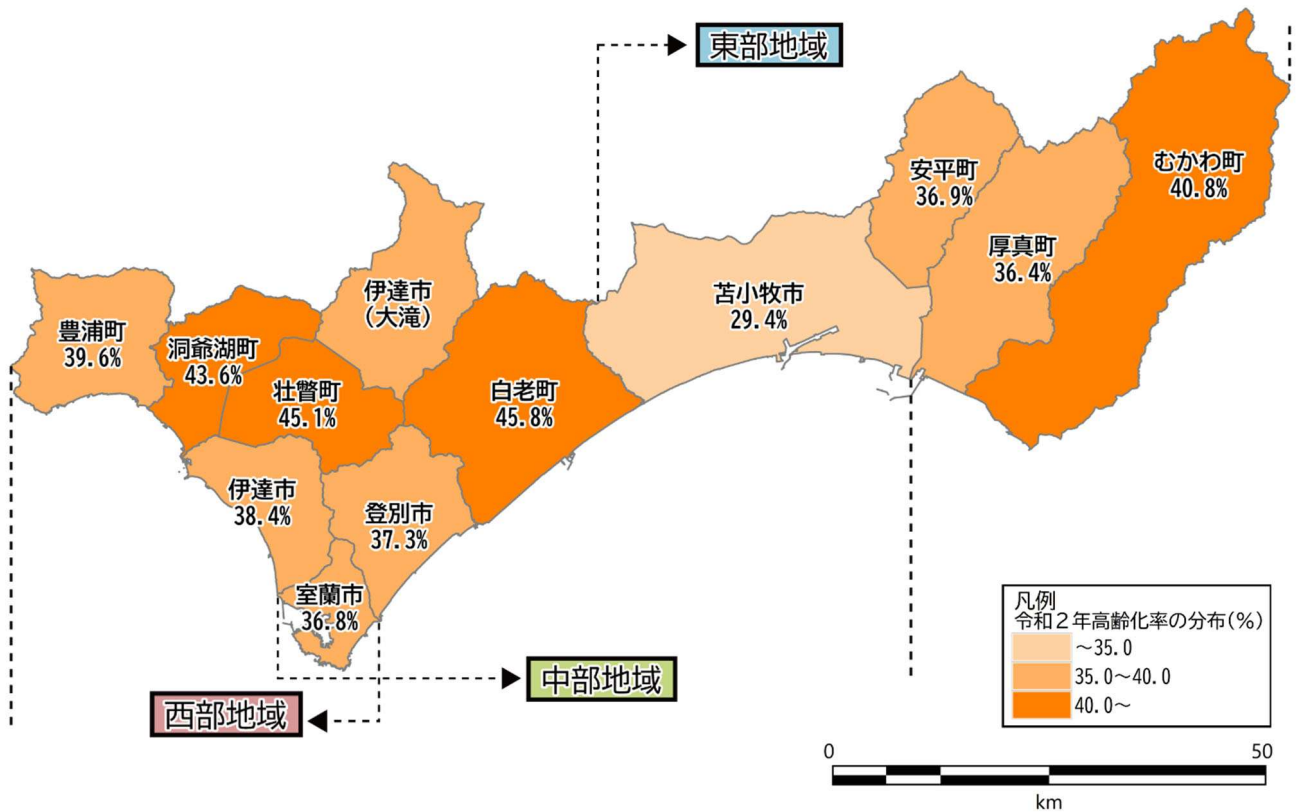 東部地域
むかわ町
40.8%
安平町
36.9%
厚真町
36.4%
苫小牧市
29.4%
伊達市
(大滝)
豊浦町
39.6%
洞爺湖町
43.6%
壮瞥町
45.1%
白老町
45.8%
伊達市
38.4%
登別市
37.3%
室蘭市
36.8%
中部地域
西部地域
凡例
令和2年高齢化率の分布(%)
~35.0
35.0~40.0
40.0~
0
50
km